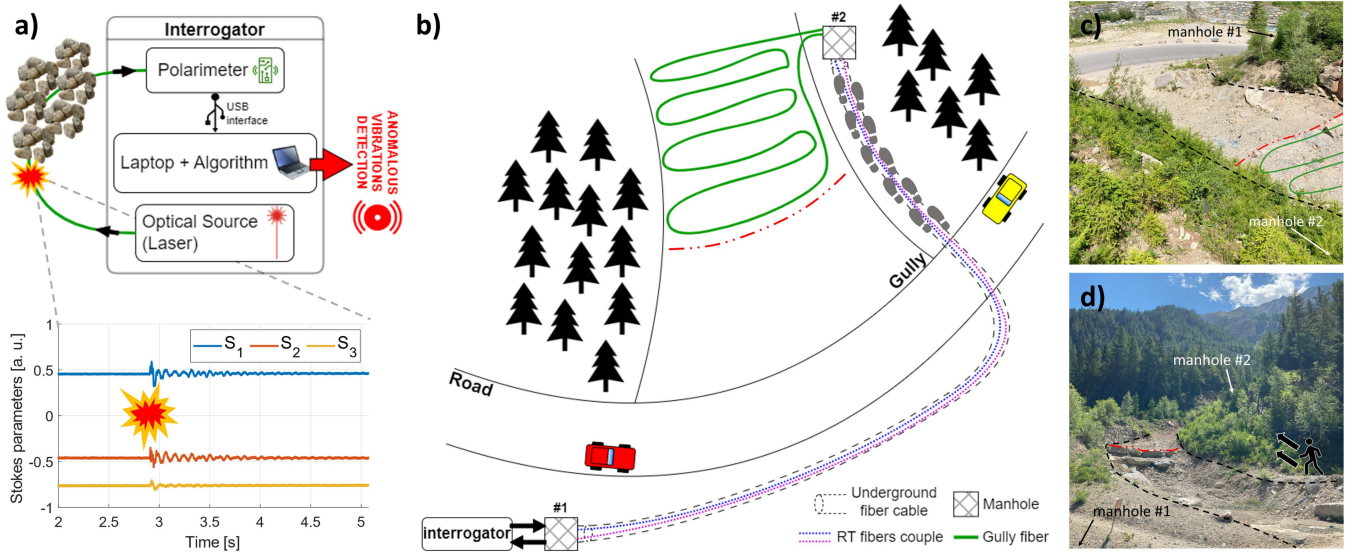 a)
Interrogator
Polarimeter
USB
interface
Laptop + Algorithm
ANOMALOUS
VIBRATIONS
DETECTION
Optical Source
(Laser)
Stokes parameters [a. u.]
1
0.5
0
-0.5
-1
S1 S2 S3
2 2.5 3 3.5 4 4.5 5
Time [s]
b)
#2
Gully
Road
#1
interrogator
Underground
fiber cable
Manhole
RT fibers couple
Gully fiber
c)
manhole #1
manhole #2
d)
manhole #2
manhole #1